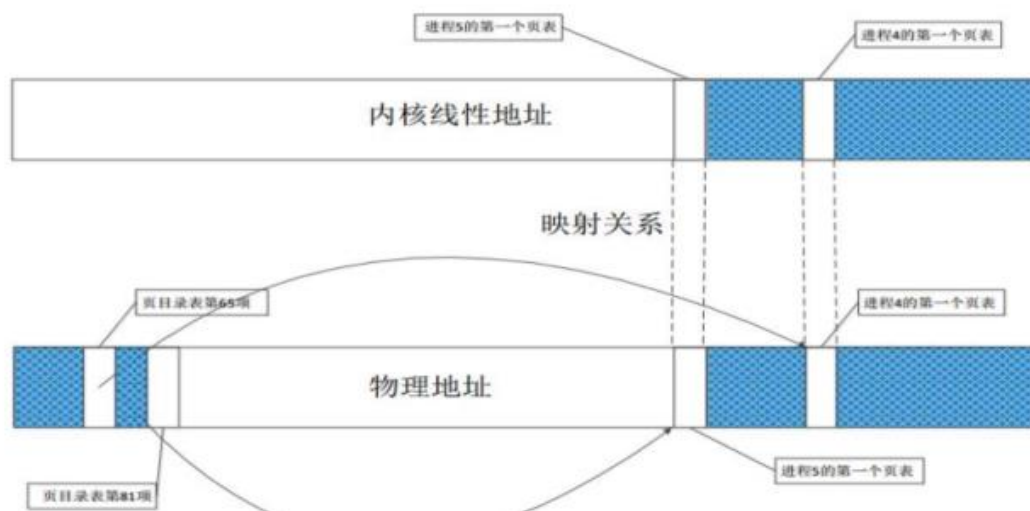 进程5的第一个页表
进程4的第一个页表
内核线性地址
映射关系
页目录表第65项
进程4的第一个页表
物理地址
进程5的第一个页表
页目录表第81项